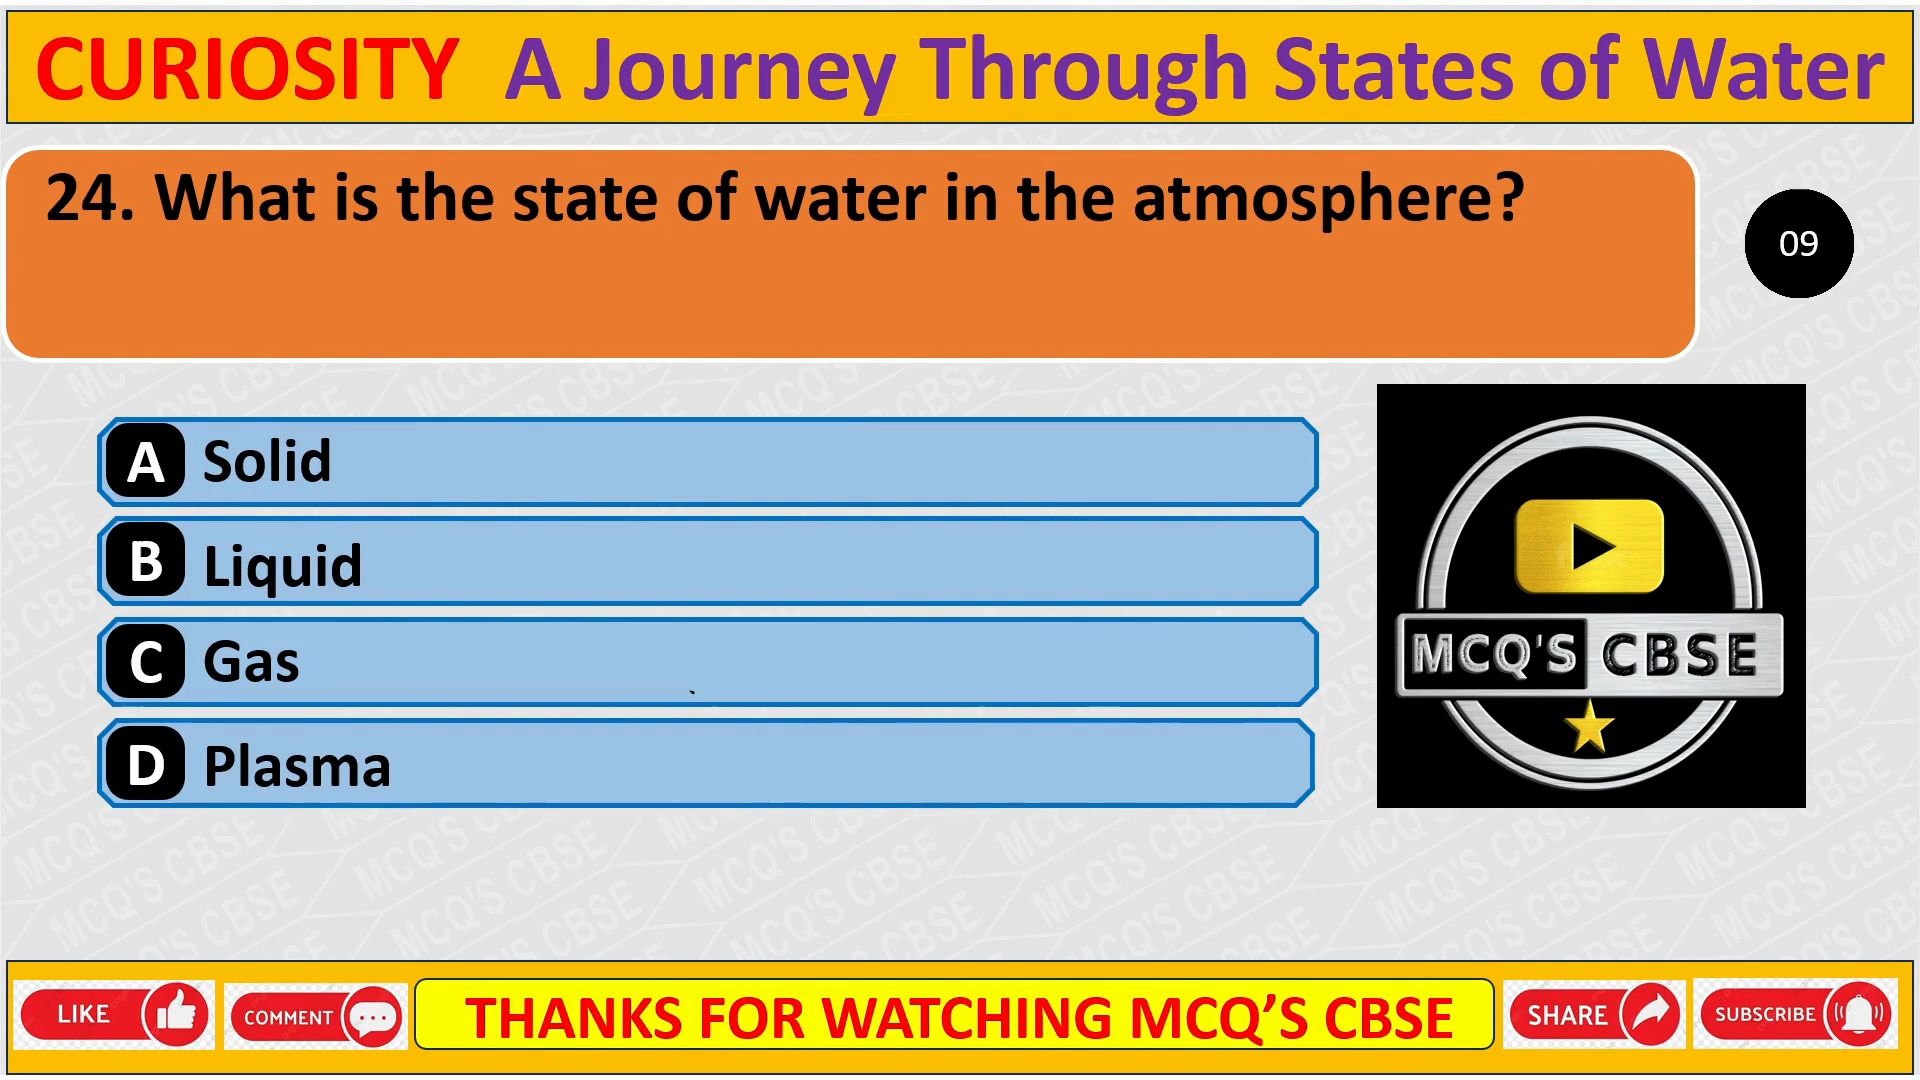 CURIOSITY A Journey Through States of Water
24. What is the state of water in the atmosphere?
09
A Solid
B Liquid
C Gas
D Plasma
MCQ'S CBSE
LIKE
COMMENT
THANKS FOR WATCHING MCQ’S CBSE
SHARE
SUBSCRIBE